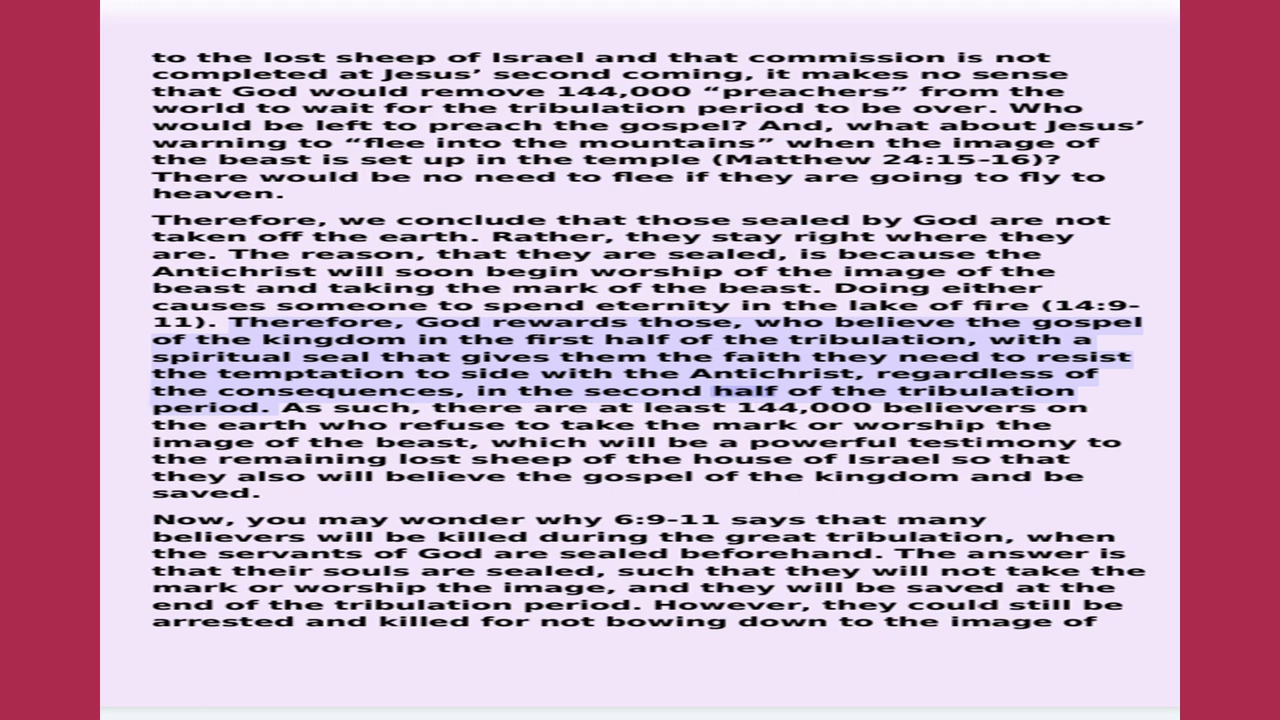 to the lost sheep of Israel and that commission is not
completed at Jesus’ second coming, it makes no sense
that God would remove 144,000 “preachers” from the
world to wait for the tribulation period to be over. Who
would be left to preach the gospel? And, what about Jesus’
warning to “flee into the mountains” when the image of
the beast is set up in the temple (Matthew 24:15-16)?
There would be no need to flee if they are going to fly to
heaven.
Therefore, we conclude that those sealed by God are not
taken off the earth. Rather, they stay right where they
are. The reason, that they are sealed, is because the
Antichrist will soon begin worship of the image of the
beast and taking the mark of the beast. Doing either
causes someone to spend eternity in the lake of fire (14:9-
11). Therefore, God rewards those, who believe the gospel
of the kingdom in the first half of the tribulation, with a
spiritual seal that gives them the faith they need to resist
the temptation to side with the Antichrist, regardless of
the consequences, in the second half of the tribulation
period. As such, there are at least 144,000 believers on
the earth who refuse to take the mark or worship the
image of the beast, which will be a powerful testimony to
the remaining lost sheep of the house of Israel so that
they also will believe the gospel of the kingdom and be
saved.
Now, you may wonder why 6:9-11 says that many
believers will be killed during the great tribulation, when
the servants of God are sealed beforehand. The answer is
that their souls are sealed, such that they will not take the
mark or worship the image, and they will be saved at the
end of the tribulation period. However, they could still be
arrested and killed for not bowing down to the image of